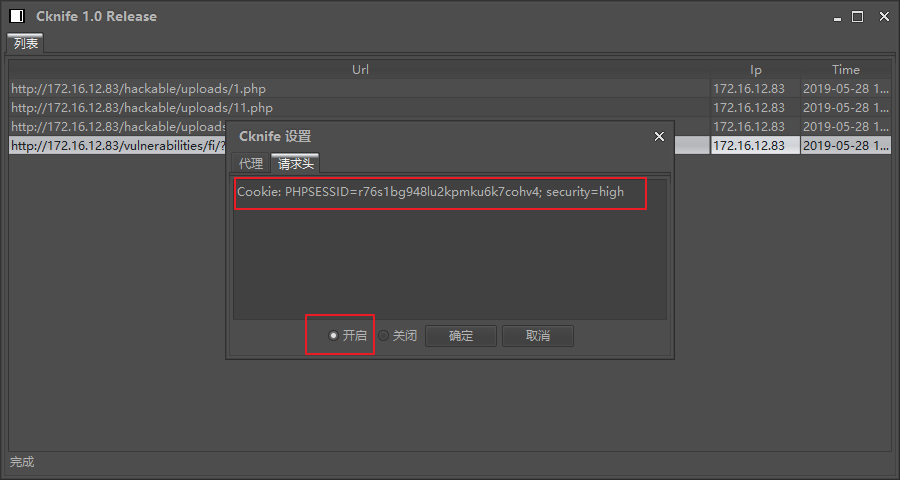 Cknife 1.0 Release
列表
Url Ip Time
http://172.16.12.83/hackable/uploads/1.php 172.16.12.83 2019-05-28 1...
http://172.16.12.83/hackable/uploads/11.php 172.16.12.83 2019-05-28 1...
http://172.16.12.83/hackable/uploads 172.16.12.83 2019-05-28 1...
http://172.16.12.83/vulnerabilities/fi/? 172.16.12.83 2019-05-28 1...
Cknife 设置
代理 请求头
Cookie: PHPSESSID=r76s1bg948lu2kpmku6k7cohv4; security=high
开启 关闭 确定 取消
完成